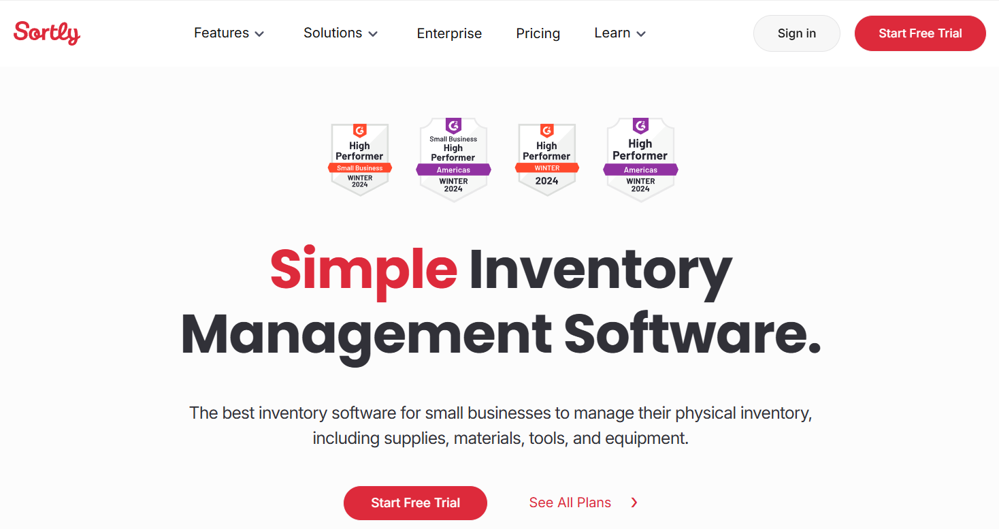 Sortly
Features
Solutions
Enterprise
Pricing
Learn
Sign in
Start Free Trial
G2
High
Performer
Small Business
WINTER
2024
G2
Small Business
High
Performer
Americas
WINTER
2024
G2
High
Performer
WINTER
2024
G2
High
Performer
Americas
WINTER
2024
Simple Inventory
Management Software.
The best inventory software for small businesses to manage their physical inventory,
including supplies, materials, tools, and equipment.
Start Free Trial
See All Plans